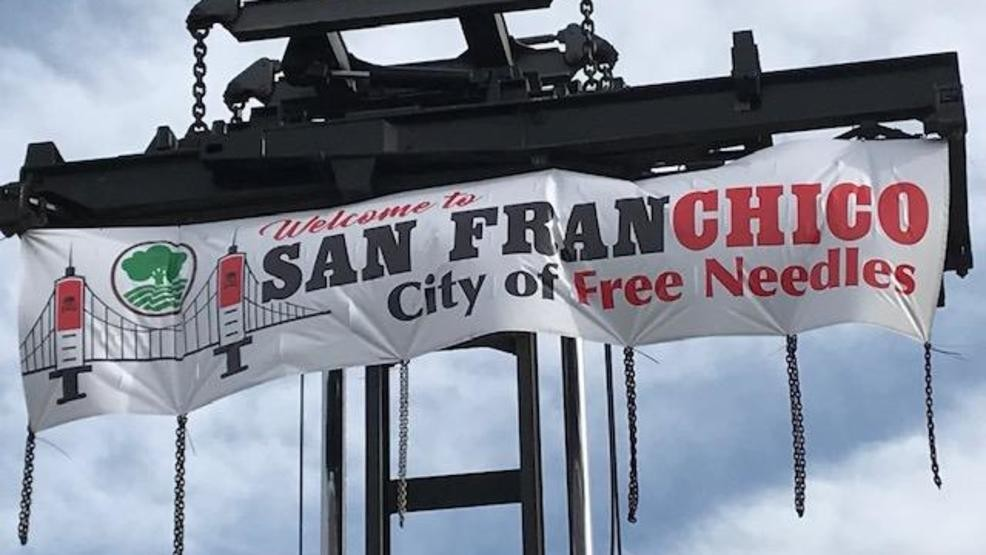 Welcome to
SAN FRANCHICO
City of Free Needles